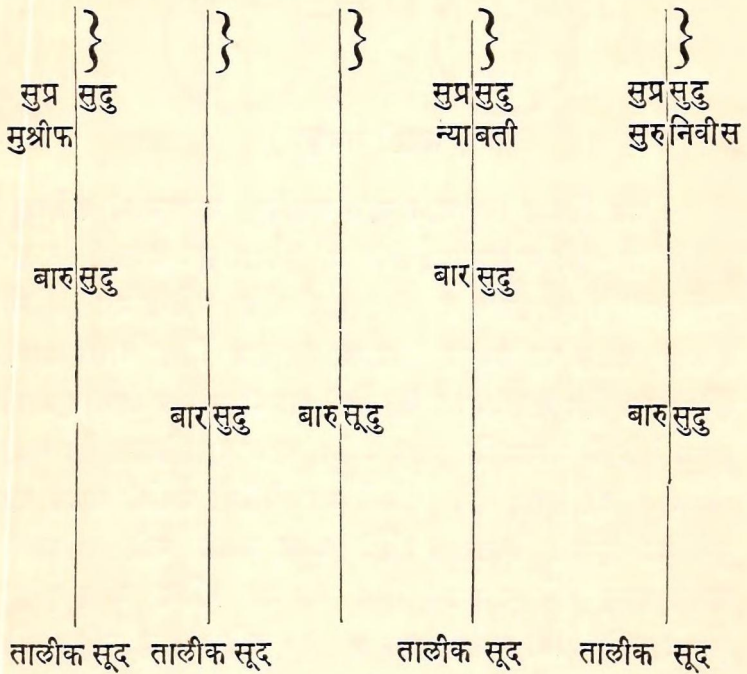 सुप्र सुदु सुप्र सुदु सुप्र सुदु
मुश्रीफ न्याबती सुरुनिवीस
बारु सुदु बार सुदु
बार सुदु बारु सूदु बारु सुदु
तालीक सूद तालीक सूद तालीक सूद तालीक सूद